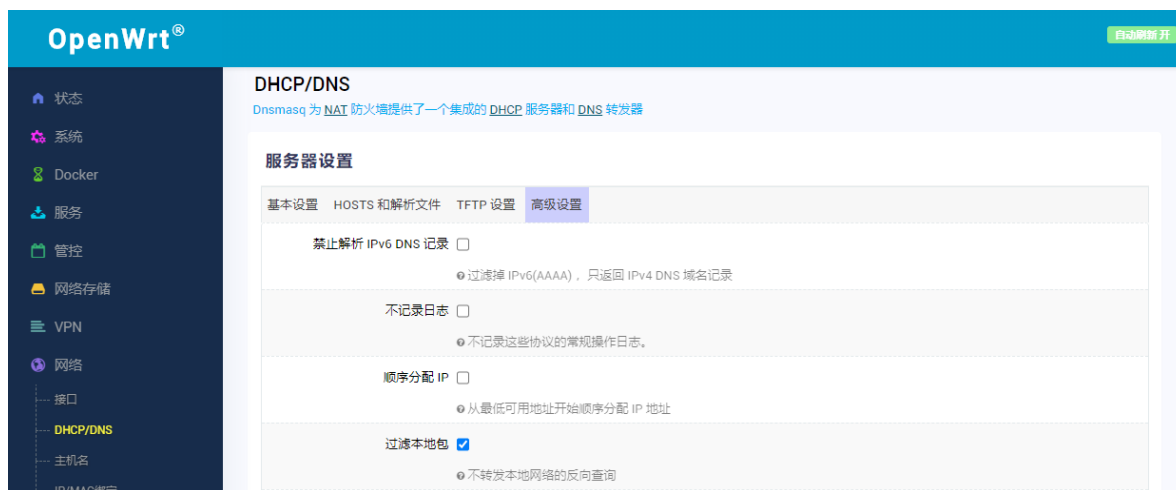 OpenWrt®
自动刷新 开
状态
系统
Docker
服务
管控
网络存储
VPN
网络
接口
DHCP/DNS
主机名
IP/MAC绑定
DHCP/DNS
Dnsmasq 为 NAT 防火墙提供了一个集成的 DHCP 服务器和 DNS 转发器
服务器设置
基本设置 HOSTS 和解析文件 TFTP 设置 高级设置
禁止解析 IPv6 DNS 记录
过滤掉 IPv6(AAAA) ，只返回 IPv4 DNS 域名记录
不记录日志
不记录这些协议的常规操作日志。
顺序分配 IP
从最低可用地址开始顺序分配 IP 地址
过滤本地包
不转发本地网络的反向查询